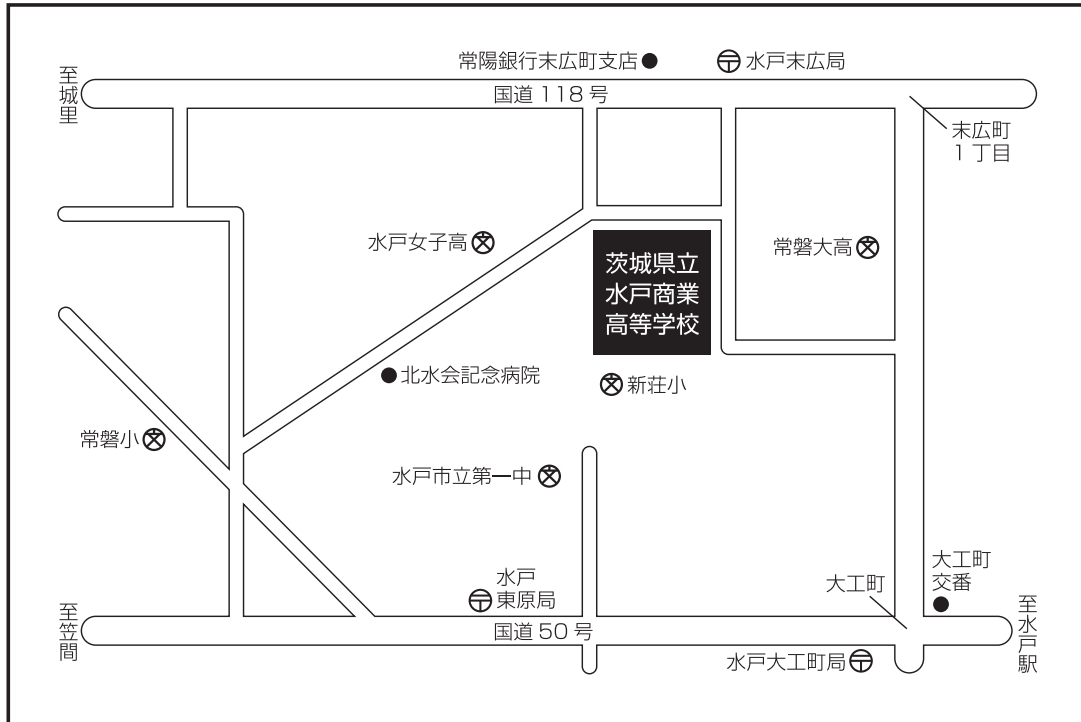 常陽銀行末広町支店
水戸末広局
至城里
国道118号
末広町
1丁目
水戸女子高
茨城県立
水戸商業
高等学校
常磐大高
北水会記念病院
新荘小
常磐小
水戸市立第一中
水戸
東原局
大工町
大工町
交番
至笠間
国道50号
至水戸駅
水戸大工町局